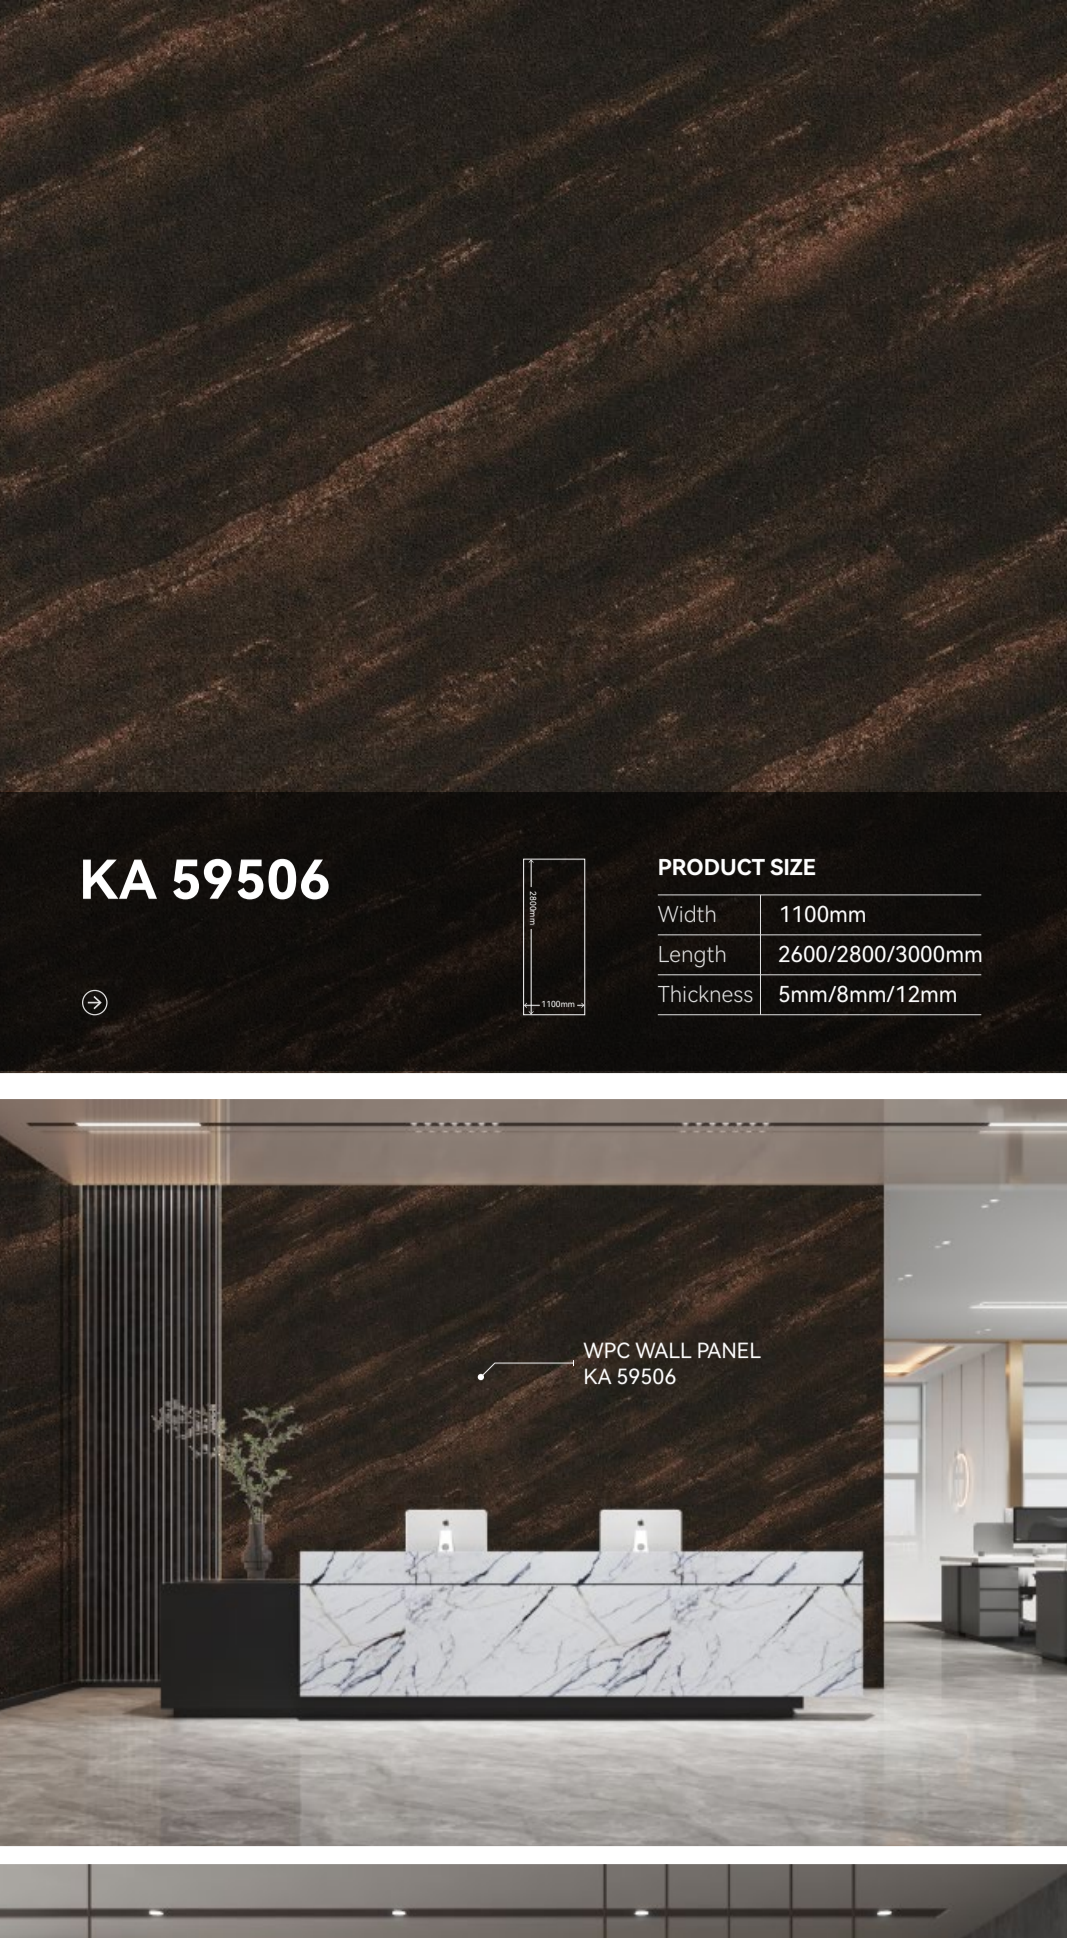 KA 59506
2800mm
1100mm
PRODUCT SIZE
Width 1100mm
Length 2600/2800/3000mm
Thickness 5mm/8mm/12mm
WPC WALL PANEL
KA 59506